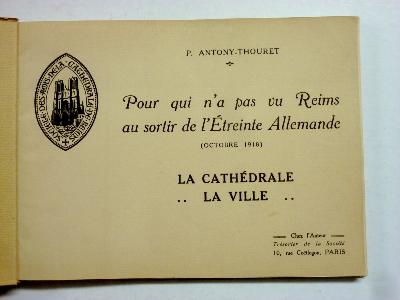 P. ANTONY-THOURET
Pour qui n'a pas vu Reims
au sortir de l'Étreinte Allemande
(OCTOBRE 1918)
LA CATHÉDRALE
.. LA VILLE ..
Chez l'Auteur
Trésorier de la Société
10, rue Coëtlogon, PARIS